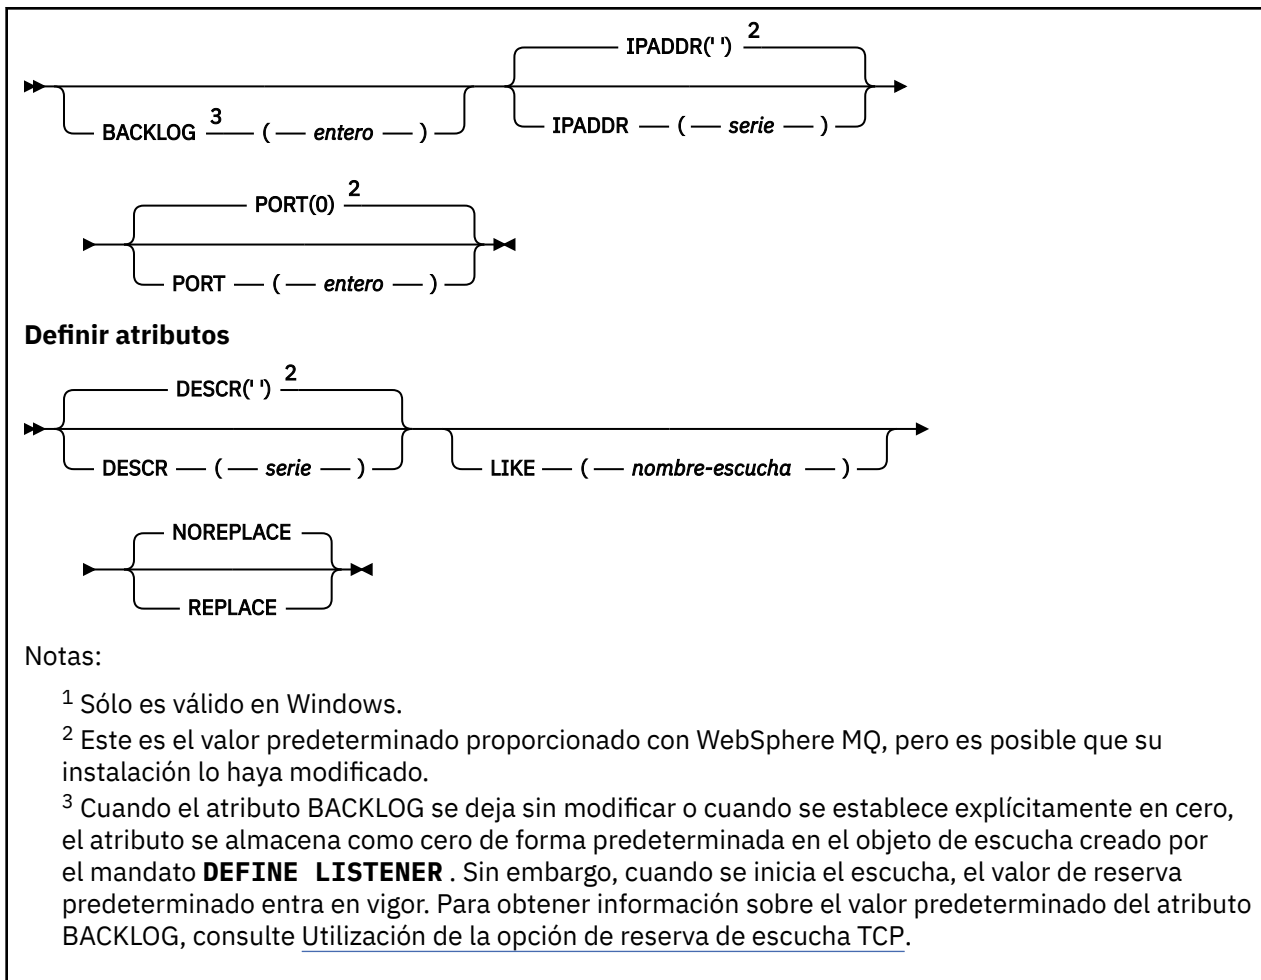 IPADDR(' ') 2
BACKLOG 3 ( entero )
IPADDR ( serie )
PORT(0) 2
PORT ( entero )
Definir atributos
DESCR(' ') 2
DESCR ( serie ) LIKE ( nombre-escucha )
NOREPLACE
REPLACE
Notas:
1 Sólo es válido en Windows.
2 Este es el valor predeterminado proporcionado con WebSphere MQ, pero es posible que su
instalación lo haya modificado.
3 Cuando el atributo BACKLOG se deja sin modificar o cuando se establece explícitamente en cero,
el atributo se almacena como cero de forma predeterminada en el objeto de escucha creado por
el mandato DEFINE LISTENER . Sin embargo, cuando se inicia el escucha, el valor de reserva
predeterminado entra en vigor. Para obtener información sobre el valor predeterminado del atributo
BACKLOG, consulte Utilización de la opción de reserva de escucha TCP.